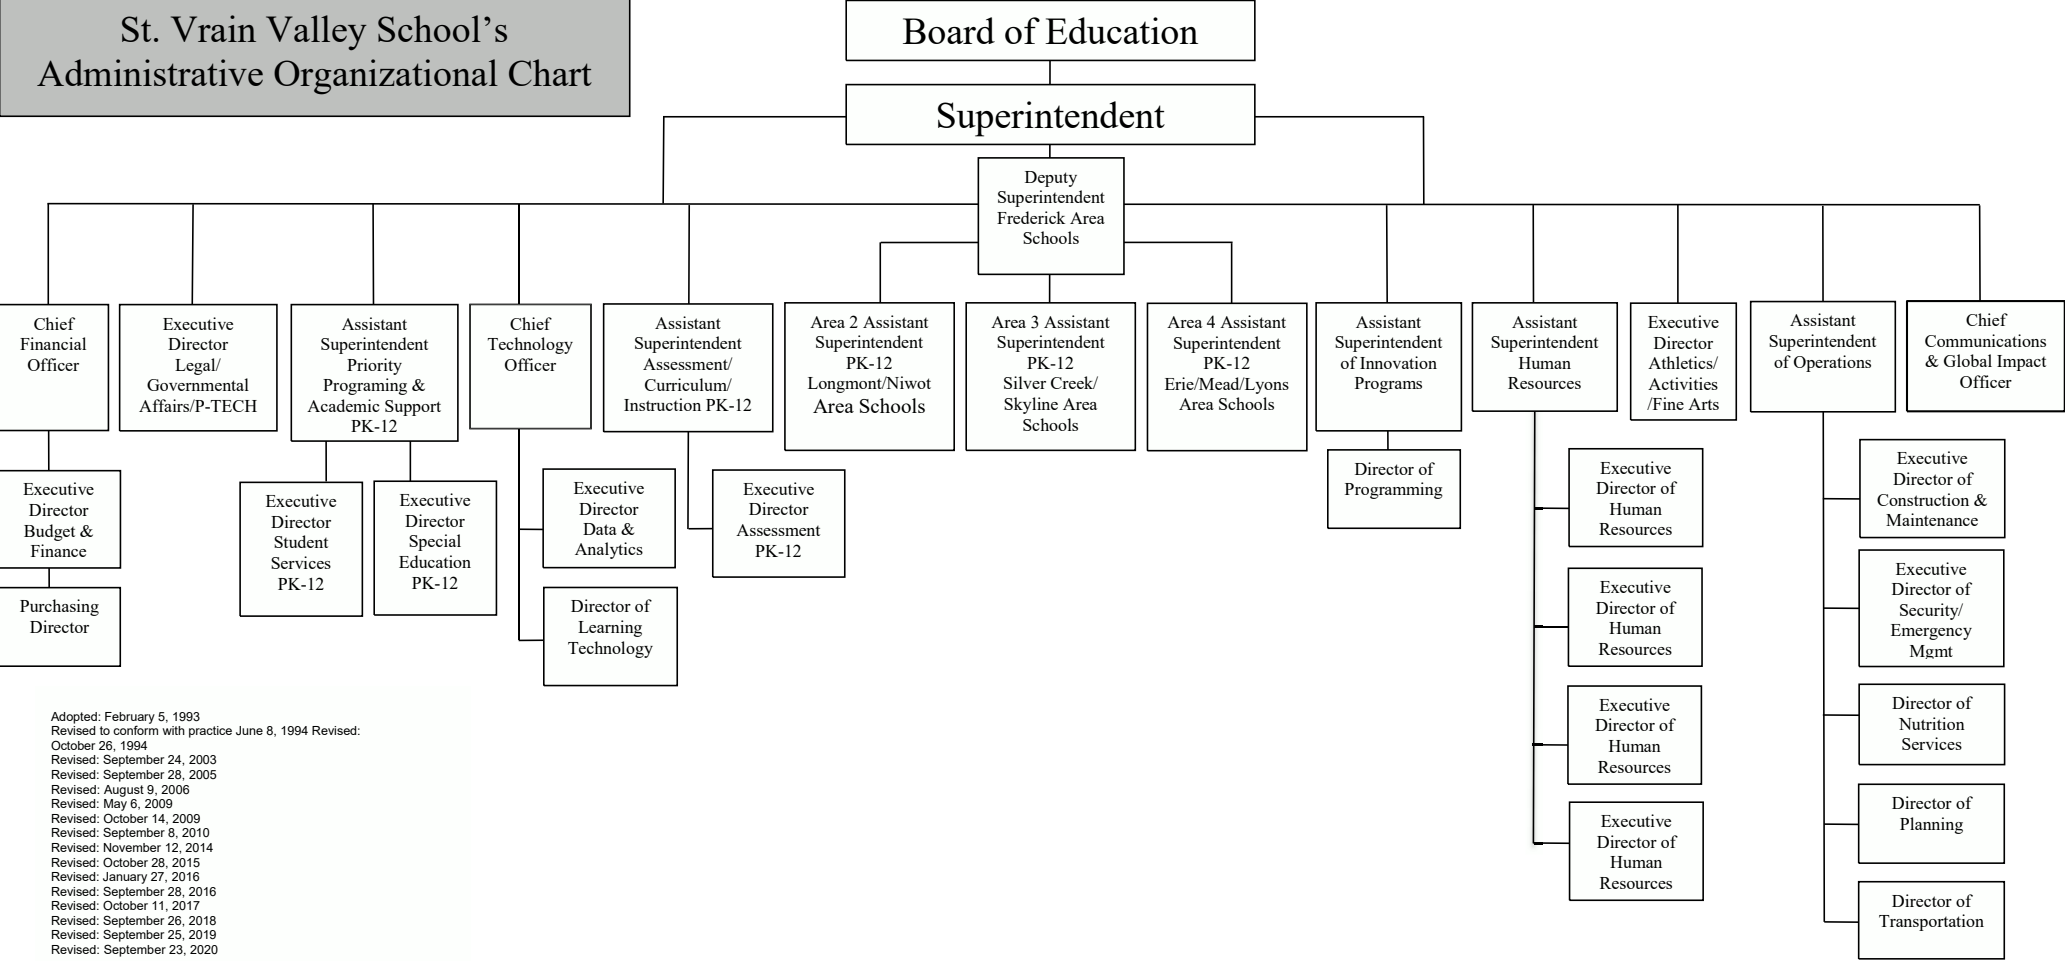 St. Vrain Valley School’s
Administrative Organizational Chart
Board of Education
Superintendent
Deputy
Superintendent
Frederick Area
Schools
Chief
Financial
Officer
Executive
Director
Legal/
Governmental
Affairs/P-TECH
Assistant
Superintendent
Priority
Programing &
Academic Support
PK-12
Chief
Technology
Officer
Assistant
Superintendent
Assessment/
Curriculum/
Instruction PK-12
Area 2 Assistant
Superintendent
PK-12
Longmont/Niwot
Area Schools
Area 3 Assistant
Superintendent
PK-12
Silver Creek/
Skyline Area
Schools
Area 4 Assistant
Superintendent
PK-12
Erie/Mead/Lyons
Area Schools
Assistant
Superintendent
of Innovation
Programs
Assistant
Superintendent
Human
Resources
Executive
Director
Athletics/
Activities
/Fine Arts
Assistant
Superintendent
of Operations
Chief
Communications
& Global Impact
Officer
Executive
Director
Budget &
Finance
Purchasing
Director
Executive
Director
Student
Services
PK-12
Executive
Director
Special
Education
PK-12
Executive
Director
Data &
Analytics
Director of
Learning
Technology
Executive
Director
Assessment
PK-12
Director of
Programming
Executive
Director of
Human
Resources
Executive
Director of
Human
Resources
Executive
Director of
Human
Resources
Executive
Director of
Human
Resources
Executive
Director of
Construction &
Maintenance
Executive
Director of
Security/
Emergency
Mgmt
Director of
Nutrition
Services
Director of
Planning
Director of
Transportation
Adopted: February 5, 1993
Revised to conform with practice June 8, 1994 Revised:
October 26, 1994
Revised: September 24, 2003
Revised: September 28, 2005
Revised: August 9, 2006
Revised: May 6, 2009
Revised: October 14, 2009
Revised: September 8, 2010
Revised: November 12, 2014
Revised: October 28, 2015
Revised: January 27, 2016
Revised: September 28, 2016
Revised: October 11, 2017
Revised: September 26, 2018
Revised: September 25, 2019
Revised: September 23, 2020